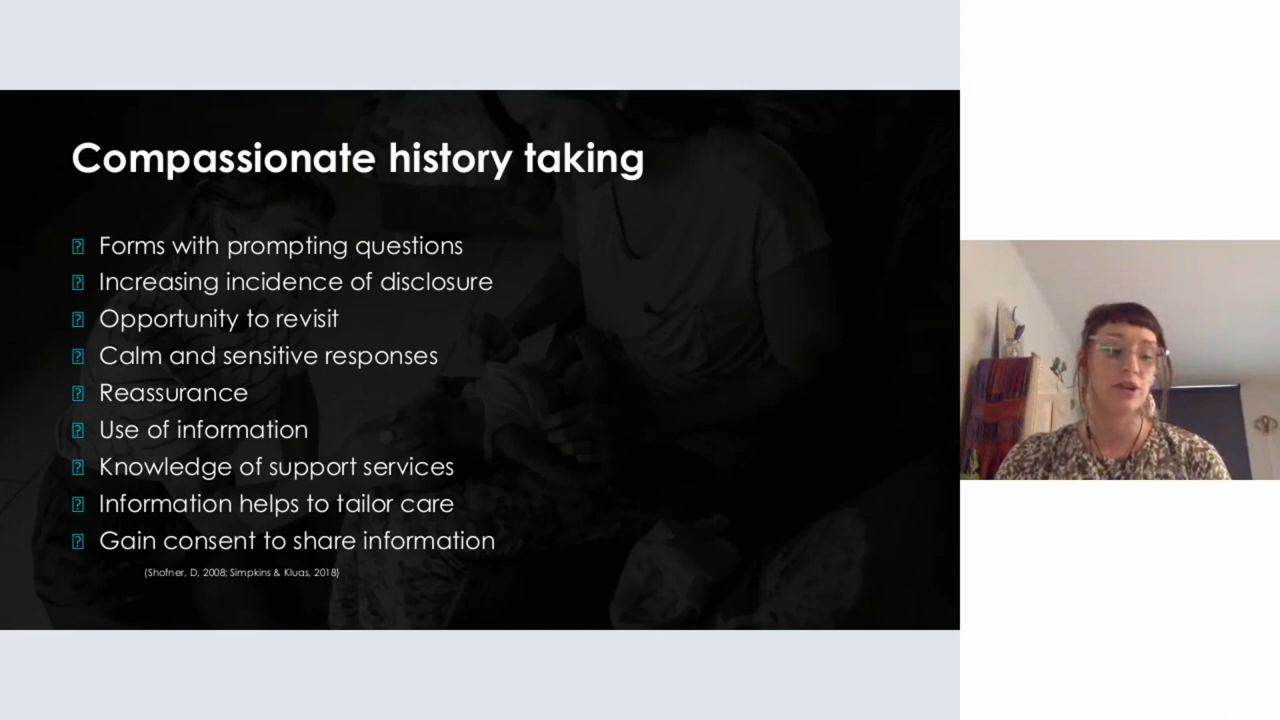 Compassionate history taking
Forms with prompting questions
Increasing incidence of disclosure
Opportunity to revisit
Calm and sensitive responses
Reassurance
Use of information
Knowledge of support services
Information helps to tailor care
Gain consent to share information
(Shofner, D, 2008; Simpkins & Kluas, 2018)